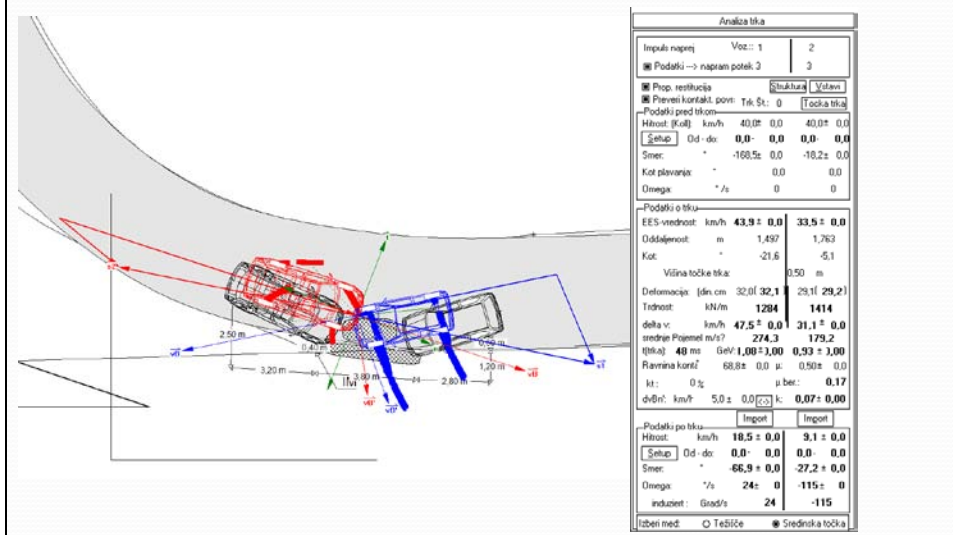 Analiza trka
Impuls naprej Voz.:: 1 2
Podatki ---> napram potek 3 3
Prop. restitucija Struktura Vstavi
Preveri kontakt. povr: Trk Št.: 0 Tocka trka
Podatki pred trkom
Hitrost: (Koll): km/h 40,0± 0,0 40,0± 0,0
Setup Od - do: 0,0- 0,0 0,0- 0,0
Smer: ° -168,5± 0,0 -18,2± 0,0
Kot plavanja: ° 0,0 0,0
Omega: °/s 0 0
Podatki o trku
EES-vrednost: km/h 43,9 ± 0,0 33,5 ± 0,0
Oddaljenost: m 1,497 1,763
Kot: ° -21,6 -5,1
Višina točke trka: 0.50 m
Deformacija: (din.cm 32,0( 32,1 29,1( 29,2)
Trdnost: kN/m 1284 1414
delta v: km/h 47,5 ± 0,0 31,1 ± 0,0
srednje Pojemel m/s? 274,3 179,2
t(trka): 48 ms GeV: 1,08 ± ),00 0,93 ± ),00
Ravnina konta 68,8± 0,0 µ: 0,50± 0,0
kt : 0 % µ ber.: 0,17
dvBn': km/h 5,0 ± 0,0 <-> k: 0,07± 0,00
Import Import
Podatki po trku
Hitrost: km/h 18,5 ± 0,0 9,1 ± 0,0
Setup Od - do: 0,0- 0,0 0,0- 0,0
Smer: ° -66,9 ± 0,0 -27,2 ± 0,0
Omega: °/s 24± 0 -115± 0
induziert : Grad/s 24 -115
Izberi med: Težišče Sredinska točka
2,50 m
0,40 m
3,20 m
3,80 m
2,80 m
1,20 m